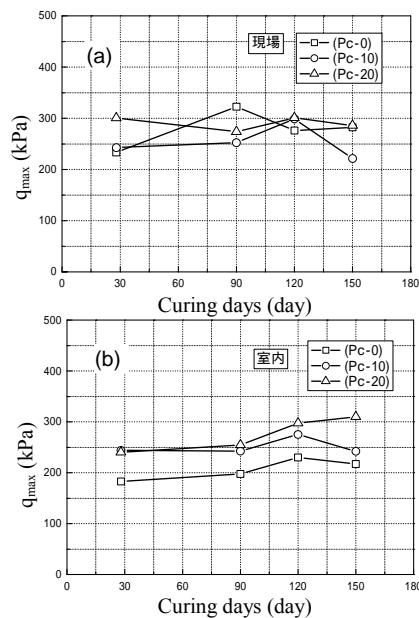 500
400
300
200
100
0
(a)
現場
(Pc-0)
(Pc-10)
(Pc-20)
q max (kPa)
0 30 60 90 120 150 180
Curing days (day)
500
400
300
200
100
0
(b)
室内
(Pc-0)
(Pc-10)
(Pc-20)
q max (kPa)
0 30 60 90 120 150 180
Curing days (day)